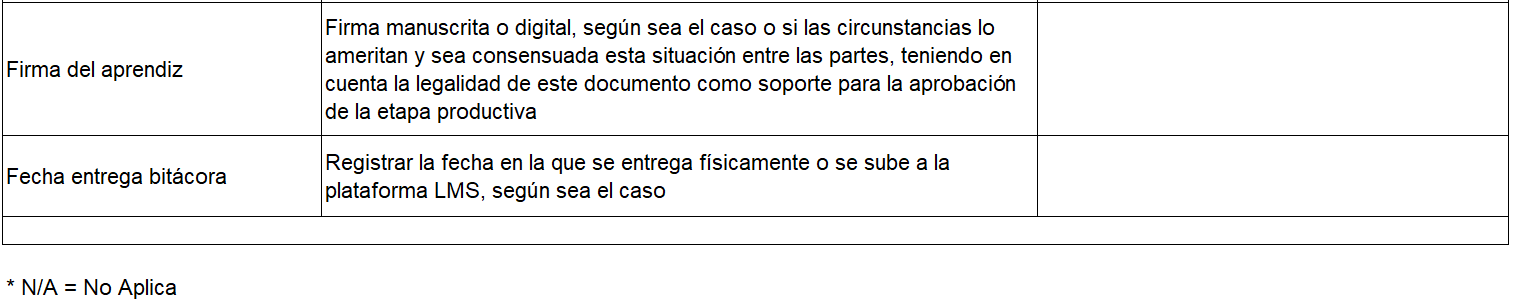 Firma del aprendiz
Firma manuscrita o digital, según sea el caso o si las circunstancias lo
ameritan y sea consensuada esta situación entre las partes, teniendo en
cuenta la legalidad de este documento como soporte para la aprobación
de la etapa productiva
Fecha entrega bitácora
Registrar la fecha en la que se entrega físicamente o se sube a la
plataforma LMS, según sea el caso
* N/A = No Aplica